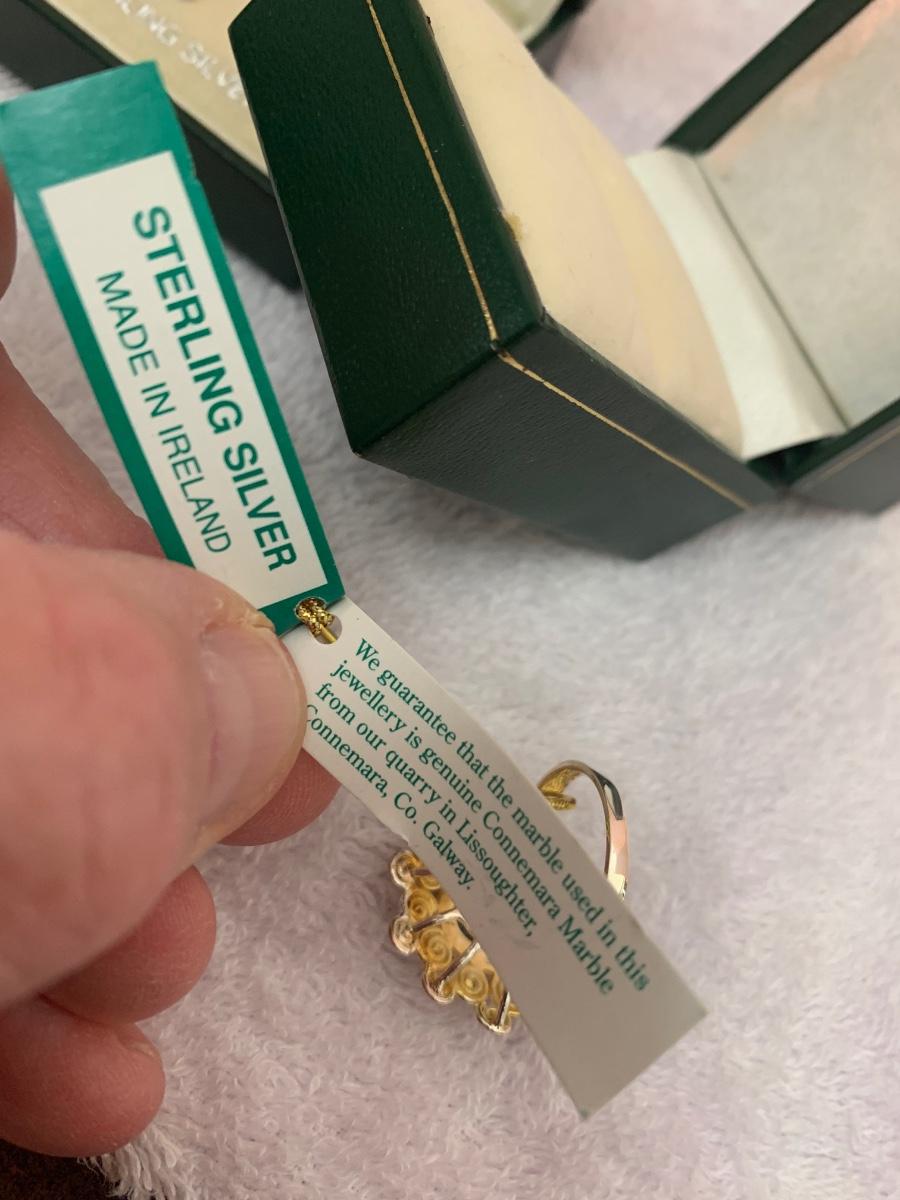 STERLING SILVER
MADE IN IRELAND
We guarantee that the marble used in this
jewellery is genuine Connemara Marble
from our quarry in Lissoughter,
Connemara, Co. Galway.
SILVER